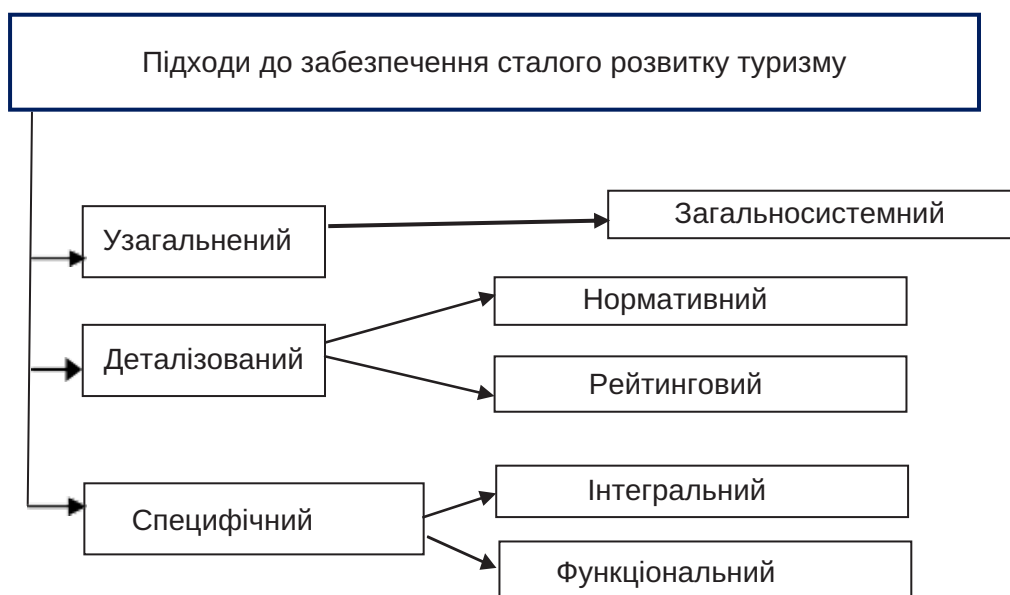 Підходи до забезпечення сталого розвитку туризму
Узагальнений
Загальносистемний
Деталізований
Нормативний
Рейтинговий
Специфічний
Інтегральний
Функціональний